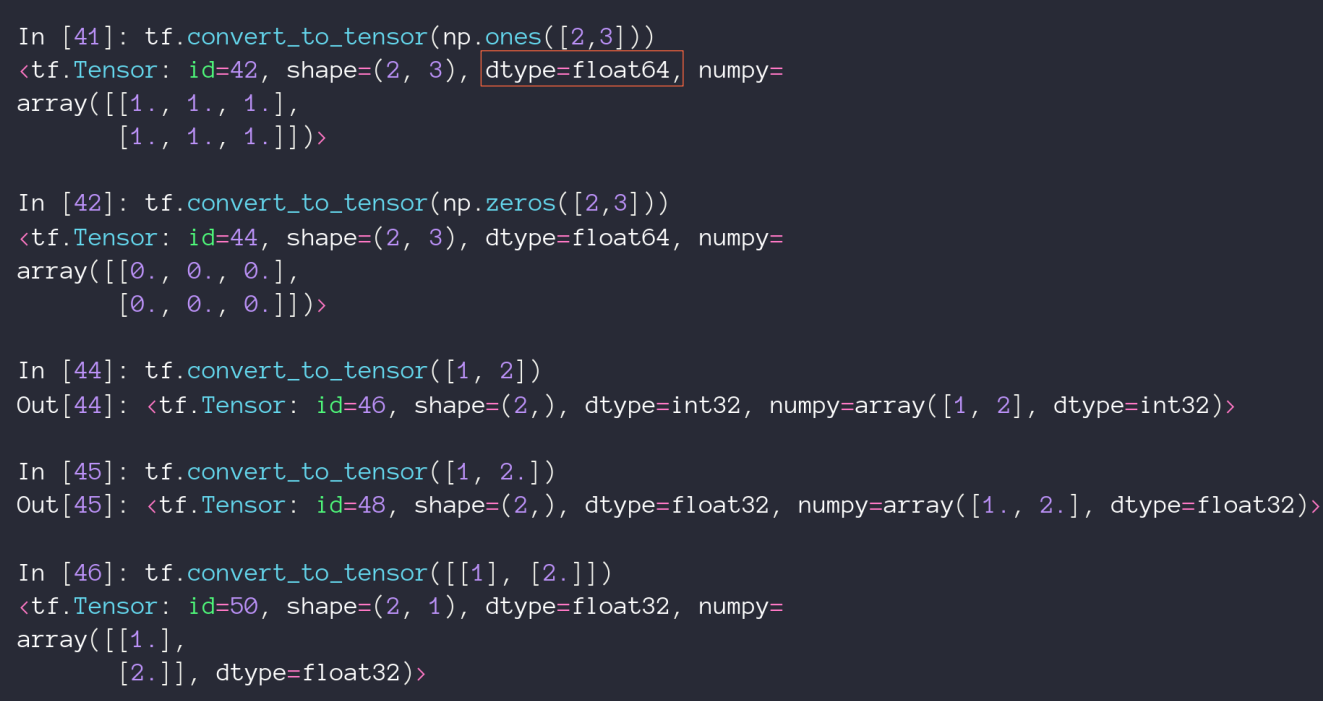 In [41]: tf.convert_to_tensor(np.ones([2,3]))
<tf.Tensor: id=42, shape=(2, 3), dtype=float64, numpy=
array([[1., 1., 1.],
       [1., 1., 1.]])>
In [42]: tf.convert_to_tensor(np.zeros([2,3]))
<tf.Tensor: id=44, shape=(2, 3), dtype=float64, numpy=
array([[0., 0., 0.],
       [0., 0., 0.]])>
In [44]: tf.convert_to_tensor([1, 2])
Out[44]: <tf.Tensor: id=46, shape=(2,), dtype=int32, numpy=array([1, 2], dtype=int32)>
In [45]: tf.convert_to_tensor([1, 2.])
Out[45]: <tf.Tensor: id=48, shape=(2,), dtype=float32, numpy=array([1., 2.], dtype=float32)>
In [46]: tf.convert_to_tensor([[1], [2.]])
<tf.Tensor: id=50, shape=(2, 1), dtype=float32, numpy=
array([[1.],
       [2.]], dtype=float32)>